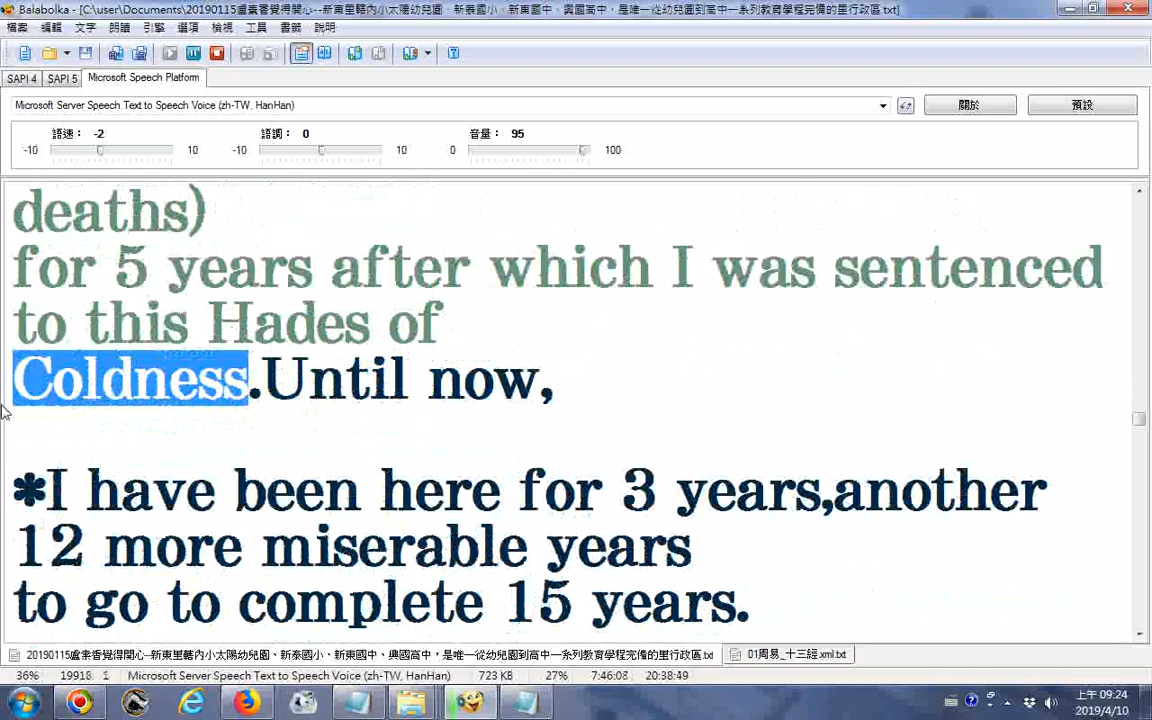 Balabolka - [C:\user\Documents\20190115盧素香覺得開心--新東里轄內小太陽幼兒園、新泰國小、新東國中、興國高中，是唯一從幼兒園到高中一系列教育學程完備的里行政區.txt]
檔案 編輯 文字 朗讀 引擎 選項 檢視 工具 書籤 說明
SAPI 4 SAPI 5 Microsoft Speech Platform
Microsoft Server Speech Text to Speech Voice (zh-TW, HanHan) 關於 預設
語速： -2 語調： 0 音量： 95
-10 10 -10 10 0 100
deaths)
for 5 years after which I was sentenced
to this Hades of
Coldness.Until now,
*I have been here for 3 years,another
12 more miserable years
to go to complete 15 years.
20190115盧素香覺得開心--新東里轄內小太陽幼兒園、新泰國小、新東國中、興國高中，是唯一從幼兒園到高中一系列教育學程完備的里行政區.txt 01周易_十三經.xml.txt
36% 19918: 1 Microsoft Server Speech Text to Speech Voice (zh-TW, HanHan) 723 KB 27% 7:46:08 20:38:49
上午 09:24
2019/4/10